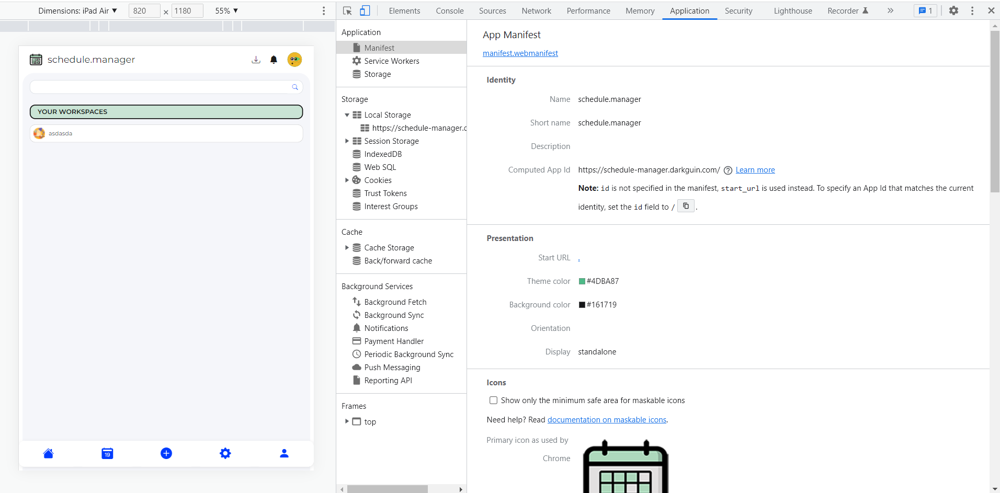 Dimensions: iPad Air ▼ 820 × 1180 55% ▼
schedule.manager
YOUR WORKSPACES
asdasda
19
Elements Console Sources Network Performance Memory Application Security Lighthouse Recorder 1
Application
Manifest
Service Workers
Storage
Storage
Local Storage
https://schedule-manager.
Session Storage
IndexedDB
Web SQL
Cookies
Trust Tokens
Interest Groups
Cache
Cache Storage
Back/forward cache
Background Services
Background Fetch
Background Sync
Notifications
Payment Handler
Periodic Background Sync
Push Messaging
Reporting API
Frames
top
App Manifest
manifest.webmanifest
Identity
Name schedule.manager
Short name schedule.manager
Description
Computed App Id https://schedule-manager.darkguin.com/ Learn more
Note: id is not specified in the manifest, start_url is used instead. To specify an App Id that matches the current
identity, set the id field to / .
Presentation
Start URL .
Theme color #4DBA87
Background color #161719
Orientation
Display standalone
Icons
Show only the minimum safe area for maskable icons
Need help? Read documentation on maskable icons.
Primary icon as used by
Chrome